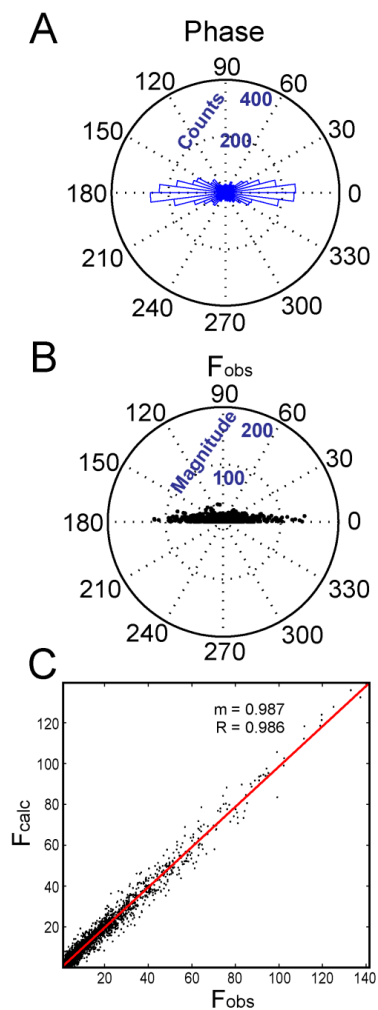 A
Phase
90
120
60
400
Counts
150
30
200
180
0
210
330
240
300
270
B
Fobs
90
120
60
200
Magnitude
150
30
100
180
0
210
330
240
300
270
C
m = 0.987
R = 0.986
120
100
80
60
40
20
Fcalc
20 40 60 80 100 120 140
Fobs